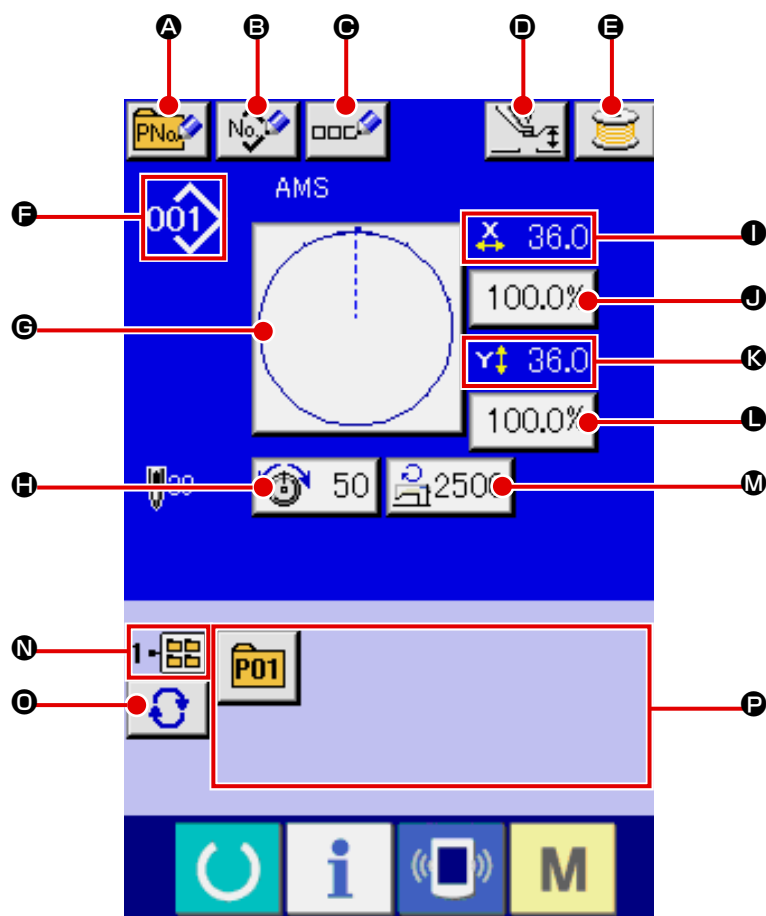 A B C D E
PNo. No.
F 001 AMS
X 36.0 I
100.0% J
G
Y 36.0 K
100.0% L
H 50 2500 M
N 1
P01
O P
i M